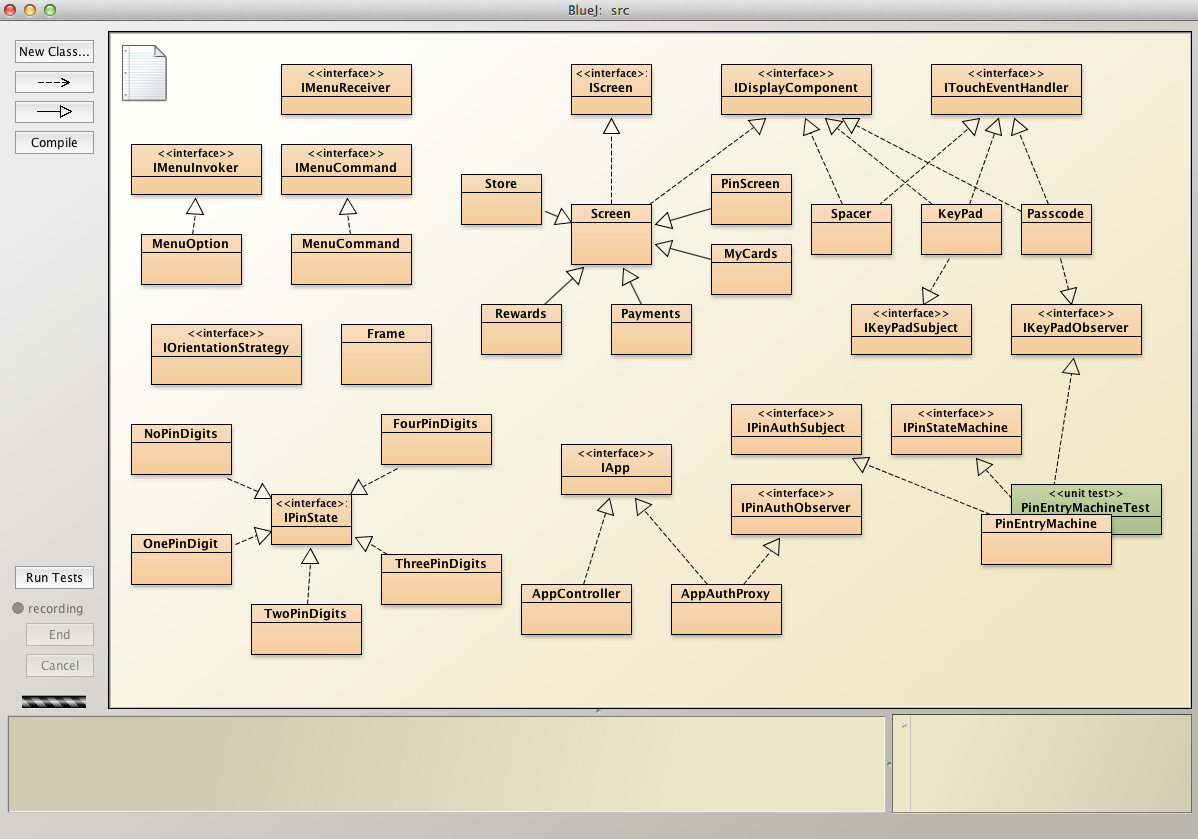 BlueJ: src
New Class...
Compile
<<interface>>
IMenuReceiver
<<interface>>
IScreen
<<interface>>
IDisplayComponent
<<interface>>
ITouchEventHandler
<<interface>>
IMenuInvoker
<<interface>>
IMenuCommand
Store
PinScreen
Screen
Spacer
KeyPad
Passcode
MenuOption
MenuCommand
MyCards
Rewards
Payments
<<interface>>
IKeyPadSubject
<<interface>>
IKeyPadObserver
<<interface>>
IOrientationStrategy
Frame
NoPinDigits
FourPinDigits
<<interface>>
IPinAuthSubject
<<interface>>
IPinStateMachine
<<interface>>
IApp
<<interface>>
IPinState
<<interface>>
IPinAuthObserver
<<unit test>>
PinEntryMachineTest
PinEntryMachine
OnePinDigit
ThreePinDigits
TwoPinDigits
AppController
AppAuthProxy
Run Tests
recording
End
Cancel